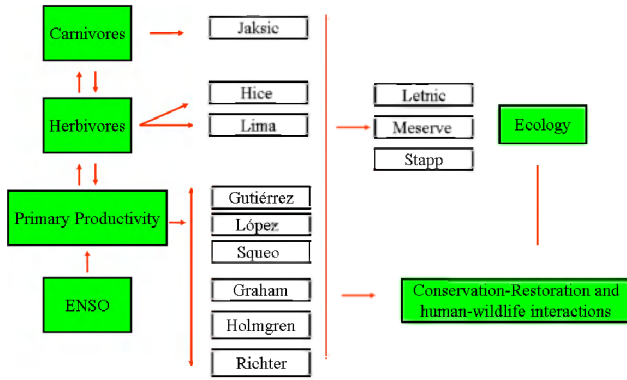 Carnivores
Jaksic
Herbivores
Hice
Lima
Letnic
Meserve
Stapp
Ecology
Primary Productivity
Gutiérrez
López
Squeo
ENSO
Graham
Holmgren
Richter
Conservation-Restoration and
human-wildlife interactions